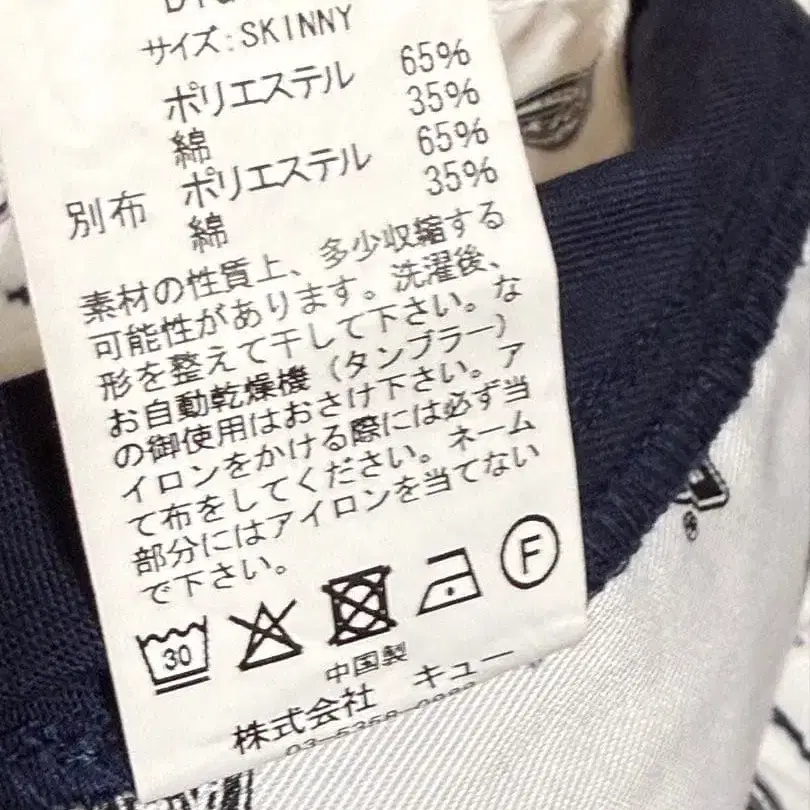 サイズ:SKINNY
ポリエステル 65%
綿 35%
別布 ポリエステル 65%
綿 35%
素材の性質上、多少収縮する
可能性があります。洗濯後、
形を整えて干して下さい。な
お自動乾燥機(タンブラー)
の御使用はおさけ下さい。ア
イロンをかける際には必ず当
て布をしてください。ネーム
部分にはアイロンを当てない
で下さい。
30 F
中国製
株式会社 キュー